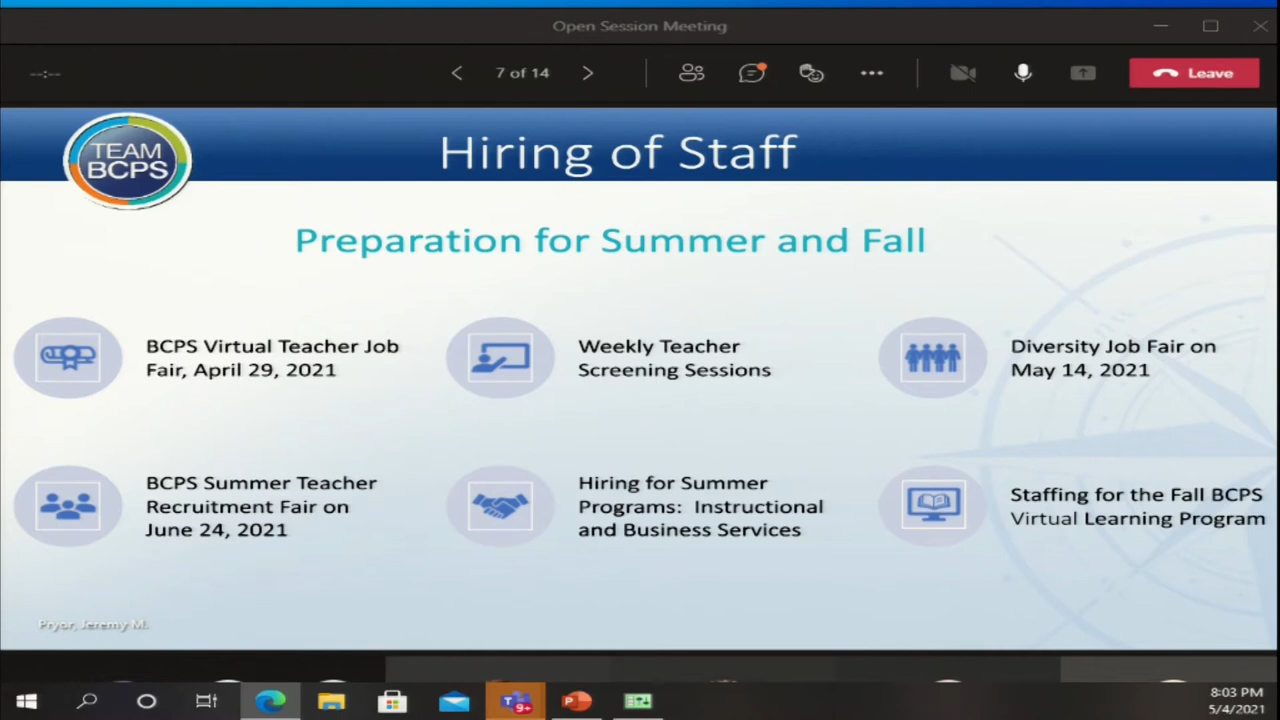 Open Session Meeting
--:--
7 of 14
Leave
TEAM
BCPS
Hiring of Staff
Preparation for Summer and Fall
BCPS Virtual Teacher Job
Fair, April 29, 2021
Weekly Teacher
Screening Sessions
Diversity Job Fair on
May 14, 2021
BCPS Summer Teacher
Recruitment Fair on
June 24, 2021
Hiring for Summer
Programs: Instructional
and Business Services
Staffing for the Fall BCPS
Virtual Learning Program
Pryor, Jeremy M.
9+
8:03 PM
5/4/2021